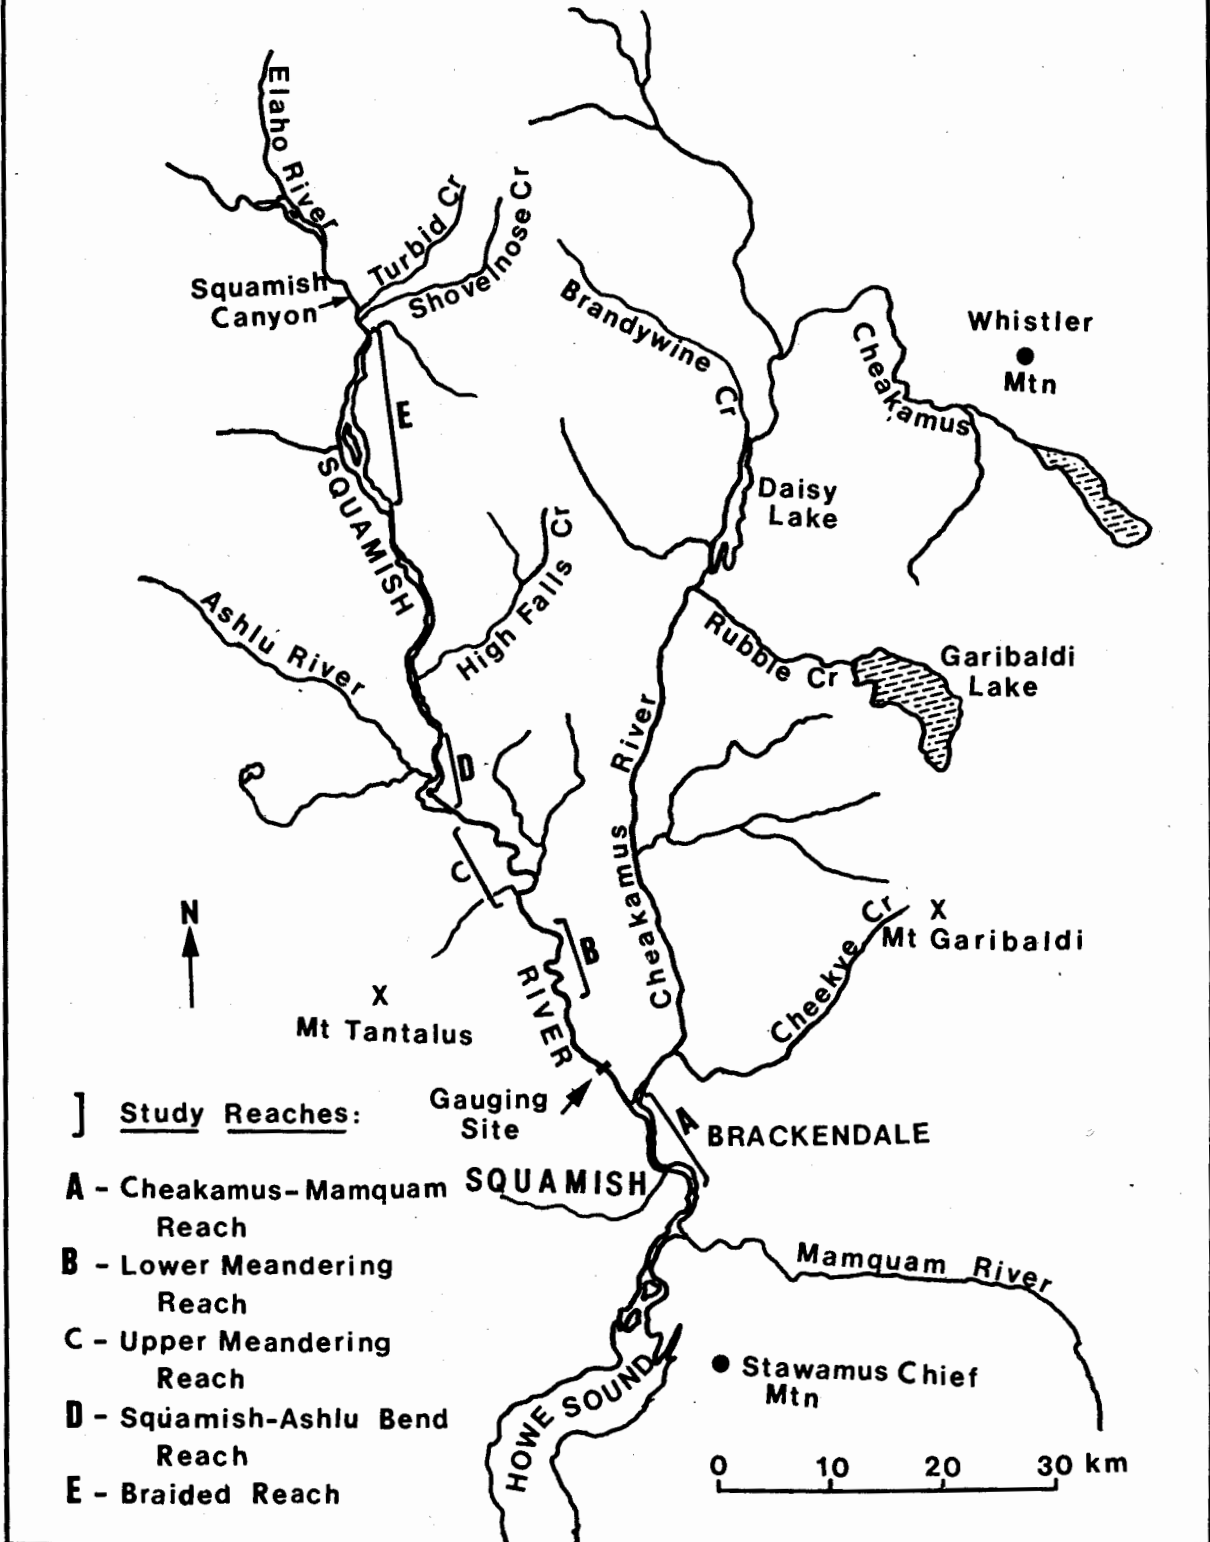 Elaho River
Turbid Cr
Shovelnose Cr
Squamish
Canyon
Brandywine Cr
Cheakamus
Whistler
Mtn
E
SQUAMISH
Daisy
Lake
High Falls Cr
Ashlu River
Rubble Cr
Garibaldi
Lake
River
D
C
Cheakamus
N
Cr
X
Mt Garibaldi
B
Cheekye
X
Mt Tantalus
RIVER
Gauging
Site
A
BRACKENDALE
SQUAMISH
] Study Reaches:
A - Cheakamus-Mamquam
Reach
B - Lower Meandering
Reach
C - Upper Meandering
Reach
D - Squamish-Ashlu Bend
Reach
E - Braided Reach
Mamquam River
Stawamus Chief
Mtn
HOWE SOUND
0 10 20 30 km